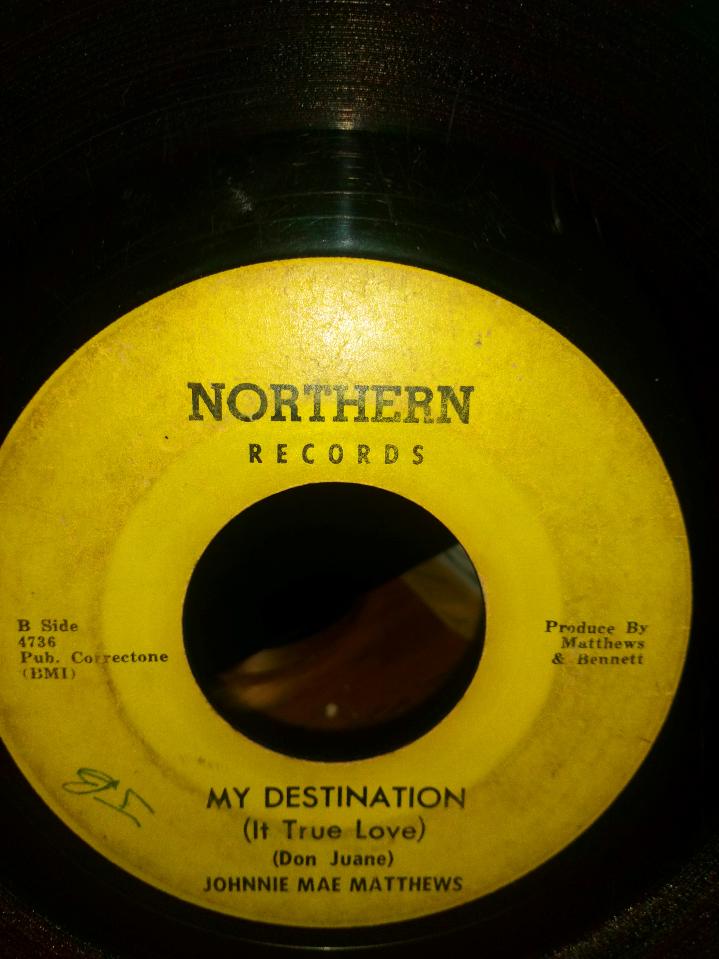 NORTHERN
RECORDS
B Side
4736
Pub. Correctone
(BMI)
Produce By
Matthews
& Bennett
MY DESTINATION
(It True Love)
(Don Juane)
JOHNNIE MAE MATTHEWS